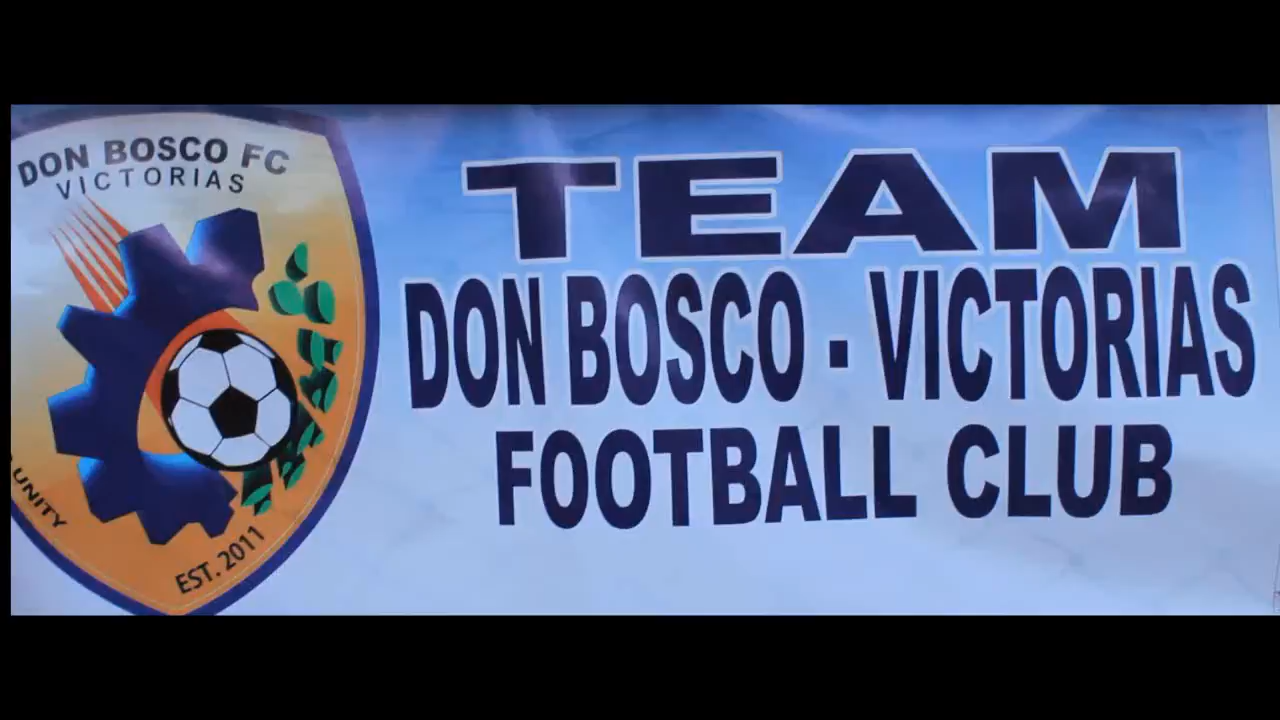 DON BOSCO FC
VICTORIAS
UNITY
EST. 2011
TEAM
DON BOSCO - VICTORIAS
FOOTBALL CLUB